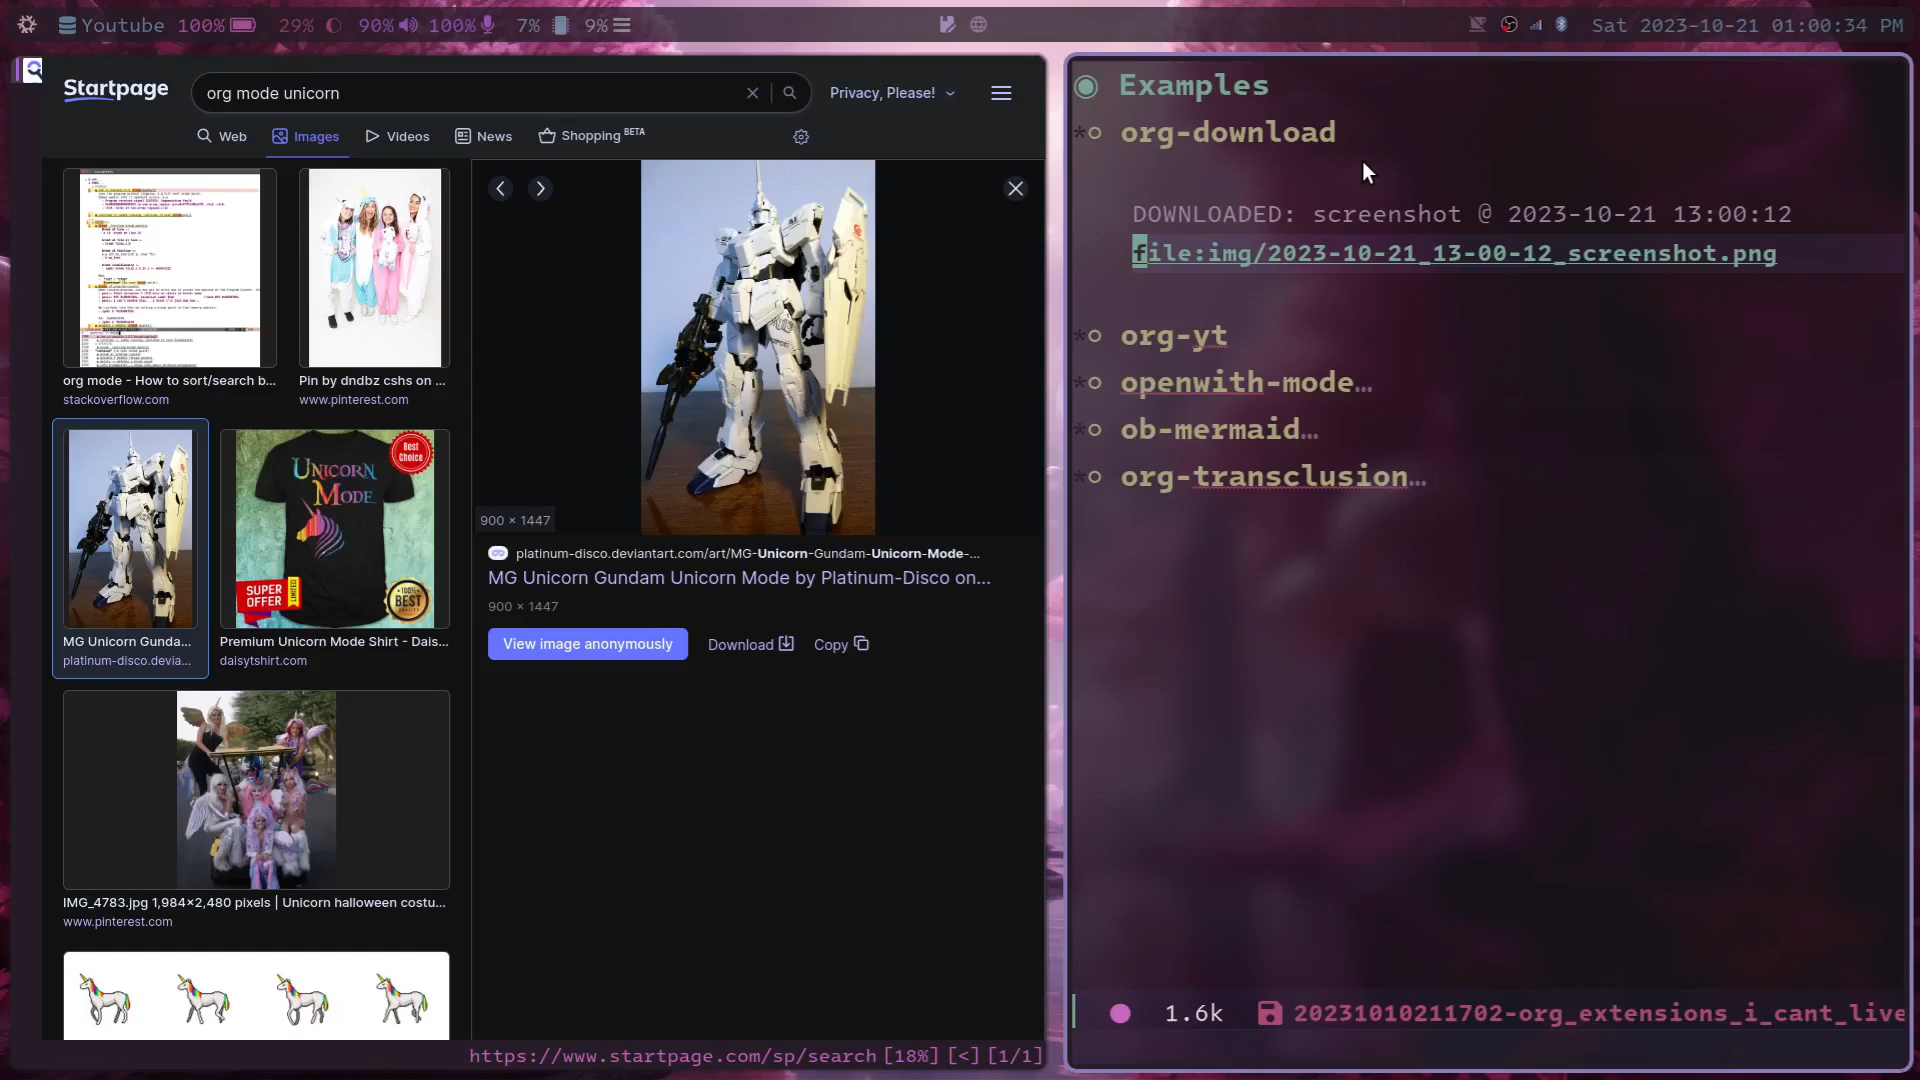 Youtube 100% 29% 90% 100% 7% 9%
Sat 2023-10-21 01:00:34 PM
Startpage
org mode unicorn
Privacy, Please!
Web
Images
Videos
News
Shopping BETA
org mode - How to sort/search b...
stackoverflow.com
Pin by dndbz cshs on ...
www.pinterest.com
UNICORN
MODE
Best
Choice
SUPER
OFFER
LIMITED
100%
BEST
MG Unicorn Gunda...
platinum-disco.devia...
Premium Unicorn Mode Shirt - Dais...
daisytshirt.com
IMG_4783.jpg 1,984×2,480 pixels | Unicorn halloween costu...
www.pinterest.com
900 × 1447
platinum-disco.deviantart.com/art/MG-Unicorn-Gundam-Unicorn-Mode-...
MG Unicorn Gundam Unicorn Mode by Platinum-Disco on...
900 × 1447
View image anonymously
Download
Copy
https://www.startpage.com/sp/search [18%] [<] [1/1]
Examples
* org-download
DOWNLOADED: screenshot @ 2023-10-21 13:00:12
file:img/2023-10-21_13-00-12_screenshot.png
* org-yt
* openwith-mode…
* ob-mermaid…
* org-transclusion…
1.6k 20231010211702-org_extensions_i_cant_live